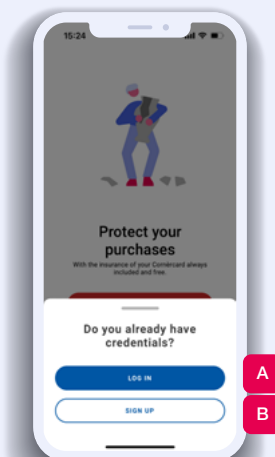 15:24
Protect your
purchases
With the insurance of your Cornèrcard always
included and free.
Do you already have
credentials?
LOG IN
A
SIGN UP
B